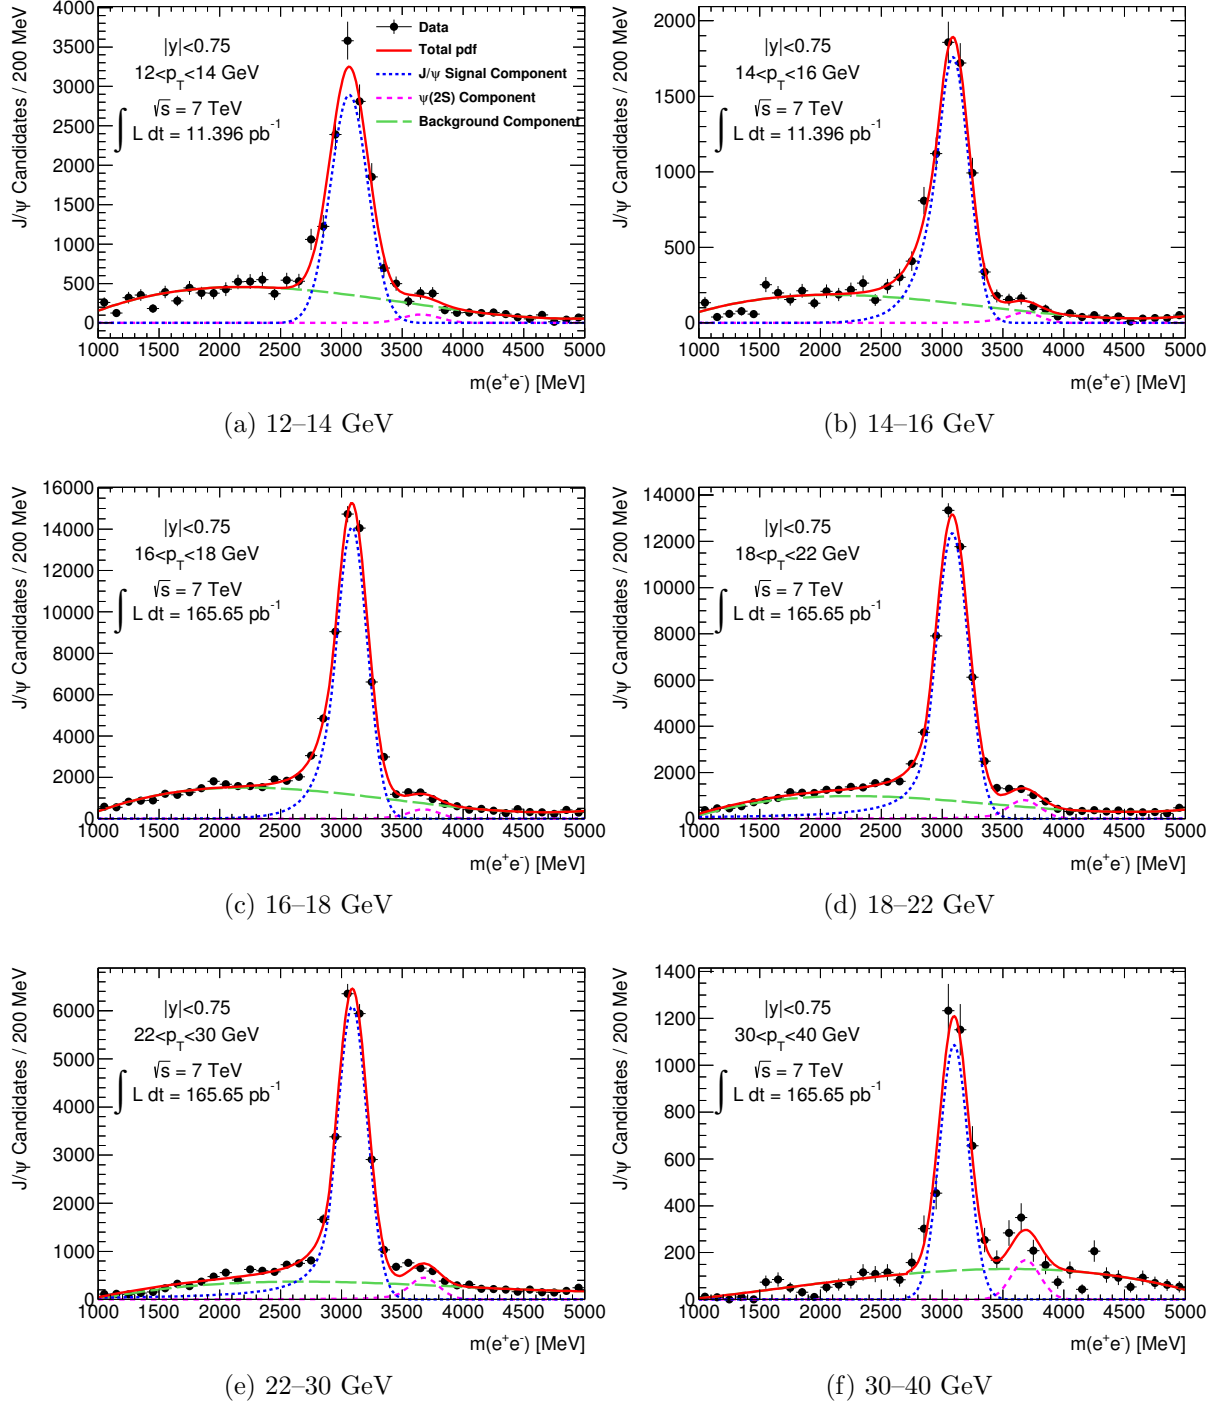 J/ψ Candidates / 200 MeV
4000
3500
3000
2500
2000
1500
1000
500
0
|y|<0.75
12<p_T<14 GeV
√s = 7 TeV
∫ L dt = 11.396 pb⁻¹
Data
Total pdf
J/ψ Signal Component
ψ(2S) Component
Background Component
1000 1500 2000 2500 3000 3500 4000 4500 5000
m(e⁺e⁻) [MeV]
(a) 12–14 GeV
J/ψ Candidates / 200 MeV
2000
1500
1000
500
0
|y|<0.75
14<p_T<16 GeV
√s = 7 TeV
∫ L dt = 11.396 pb⁻¹
1000 1500 2000 2500 3000 3500 4000 4500 5000
m(e⁺e⁻) [MeV]
(b) 14–16 GeV
J/ψ Candidates / 200 MeV
16000
14000
12000
10000
8000
6000
4000
2000
0
|y|<0.75
16<p_T<18 GeV
√s = 7 TeV
∫ L dt = 165.65 pb⁻¹
1000 1500 2000 2500 3000 3500 4000 4500 5000
m(e⁺e⁻) [MeV]
(c) 16–18 GeV
J/ψ Candidates / 200 MeV
14000
12000
10000
8000
6000
4000
2000
0
|y|<0.75
18<p_T<22 GeV
√s = 7 TeV
∫ L dt = 165.65 pb⁻¹
1000 1500 2000 2500 3000 3500 4000 4500 5000
m(e⁺e⁻) [MeV]
(d) 18–22 GeV
J/ψ Candidates / 200 MeV
6000
5000
4000
3000
2000
1000
0
|y|<0.75
22<p_T<30 GeV
√s = 7 TeV
∫ L dt = 165.65 pb⁻¹
1000 1500 2000 2500 3000 3500 4000 4500 5000
m(e⁺e⁻) [MeV]
(e) 22–30 GeV
J/ψ Candidates / 200 MeV
1400
1200
1000
800
600
400
200
0
|y|<0.75
30<p_T<40 GeV
√s = 7 TeV
∫ L dt = 165.65 pb⁻¹
1000 1500 2000 2500 3000 3500 4000 4500 5000
m(e⁺e⁻) [MeV]
(f) 30–40 GeV